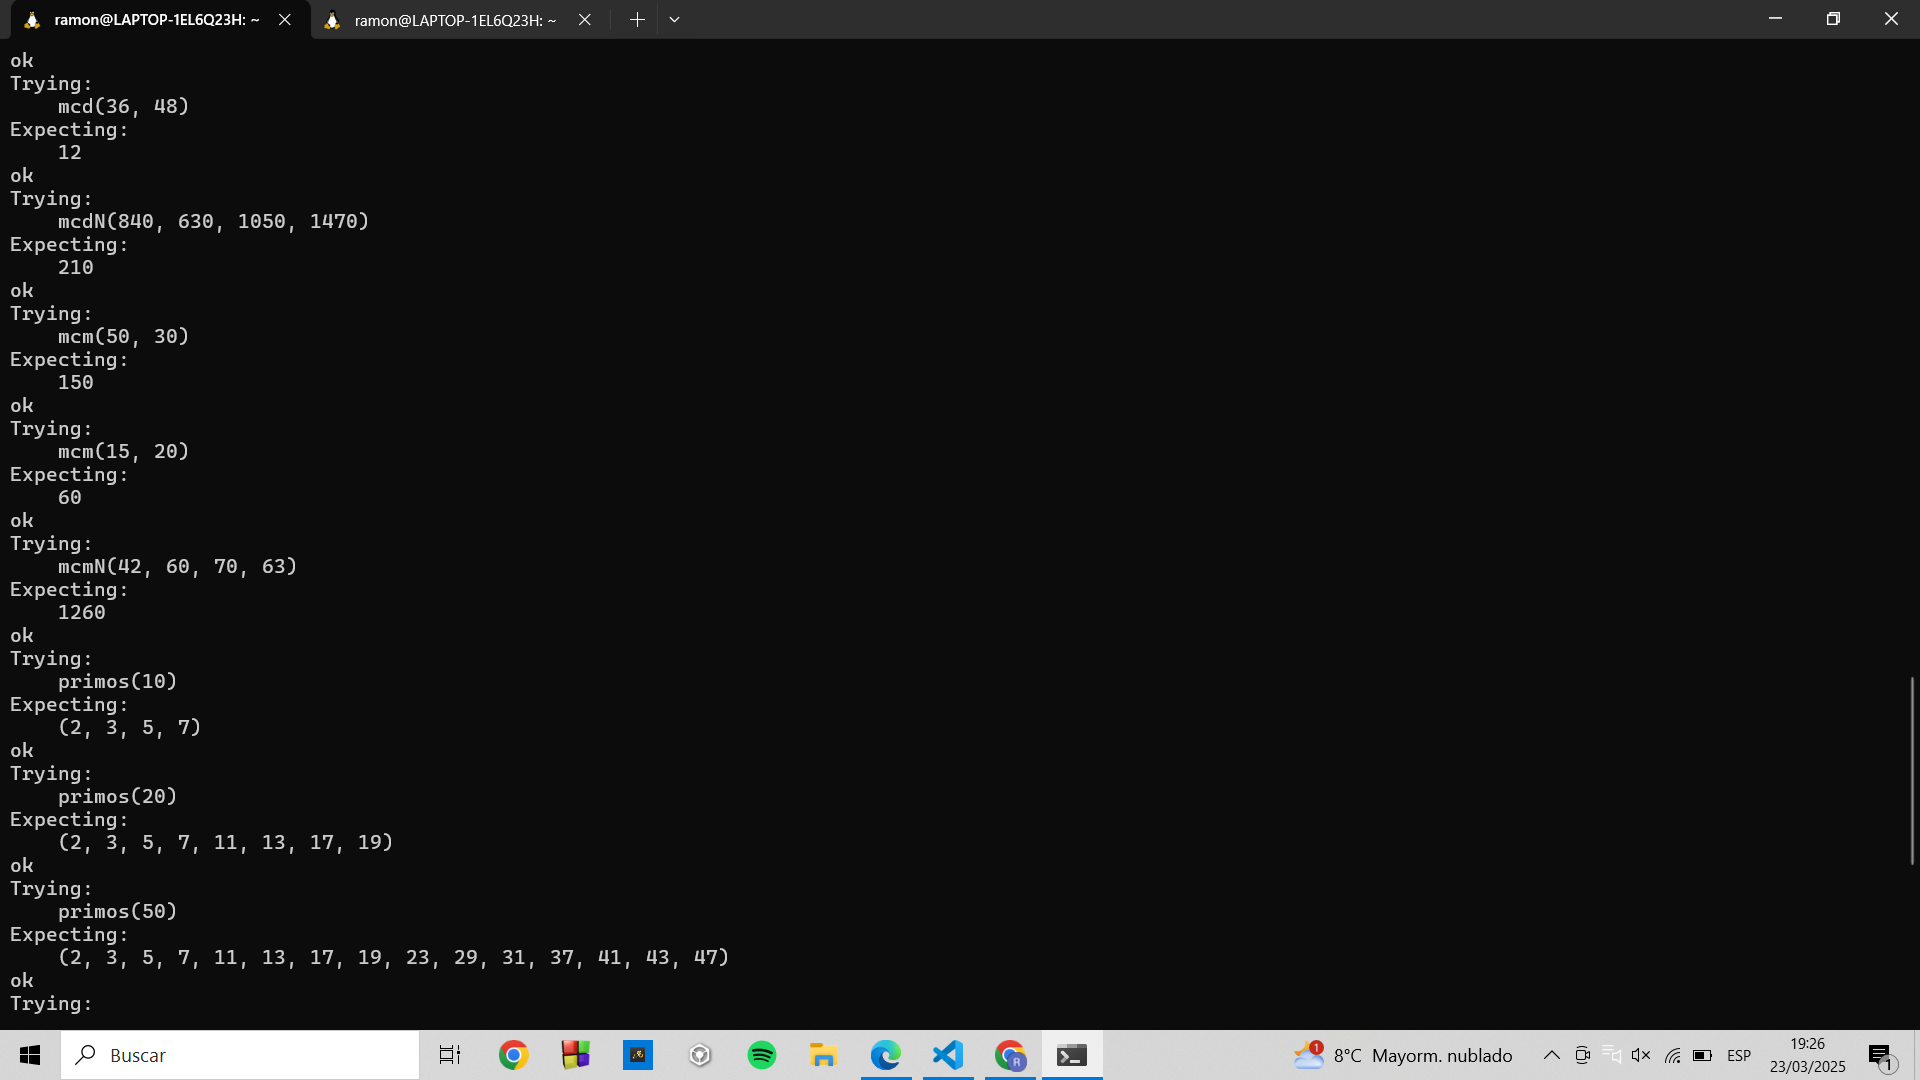 ramon@LAPTOP-1EL6Q23H: ~
ramon@LAPTOP-1EL6Q23H: ~
ok
Trying:
    mcd(36, 48)
Expecting:
    12
ok
Trying:
    mcdN(840, 630, 1050, 1470)
Expecting:
    210
ok
Trying:
    mcm(50, 30)
Expecting:
    150
ok
Trying:
    mcm(15, 20)
Expecting:
    60
ok
Trying:
    mcmN(42, 60, 70, 63)
Expecting:
    1260
ok
Trying:
    primos(10)
Expecting:
    (2, 3, 5, 7)
ok
Trying:
    primos(20)
Expecting:
    (2, 3, 5, 7, 11, 13, 17, 19)
ok
Trying:
    primos(50)
Expecting:
    (2, 3, 5, 7, 11, 13, 17, 19, 23, 29, 31, 37, 41, 43, 47)
ok
Trying:
Buscar
R
1
8°C Mayorm. nublado
ESP
19:26
23/03/2025
1